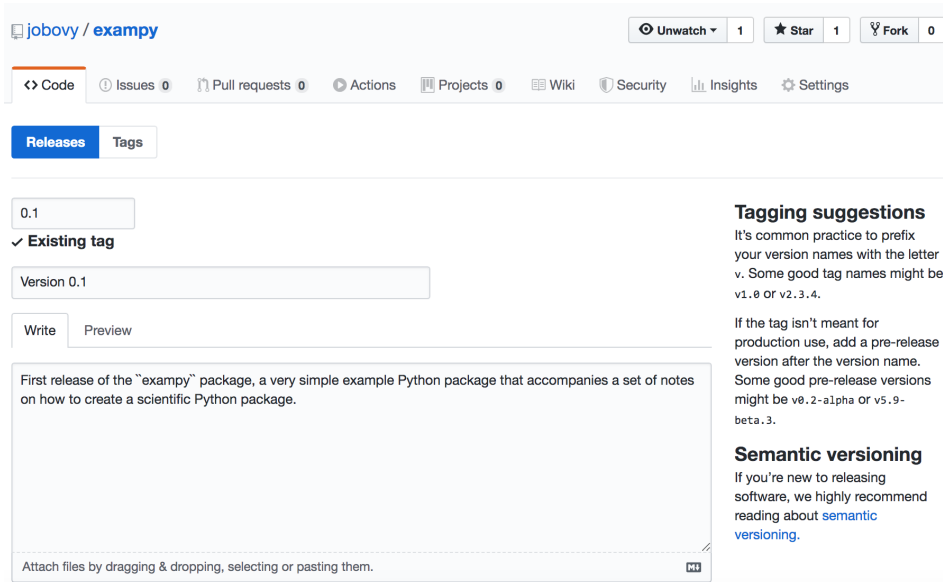 jobovy / exampy
Unwatch 1 Star 1 Fork 0
Code Issues 0 Pull requests 0 Actions Projects 0 Wiki Security Insights Settings
Releases Tags
0.1
Existing tag
Version 0.1
Write Preview
First release of the ``exampy`` package, a very simple example Python package that accompanies a set of notes
on how to create a scientific Python package.
Attach files by dragging & dropping, selecting or pasting them.
Tagging suggestions
It's common practice to prefix
your version names with the letter
v. Some good tag names might be
v1.0 or v2.3.4.
If the tag isn't meant for
production use, add a pre-release
version after the version name.
Some good pre-release versions
might be v0.2-alpha or v5.9-
beta.3.
Semantic versioning
If you're new to releasing
software, we highly recommend
reading about semantic
versioning.